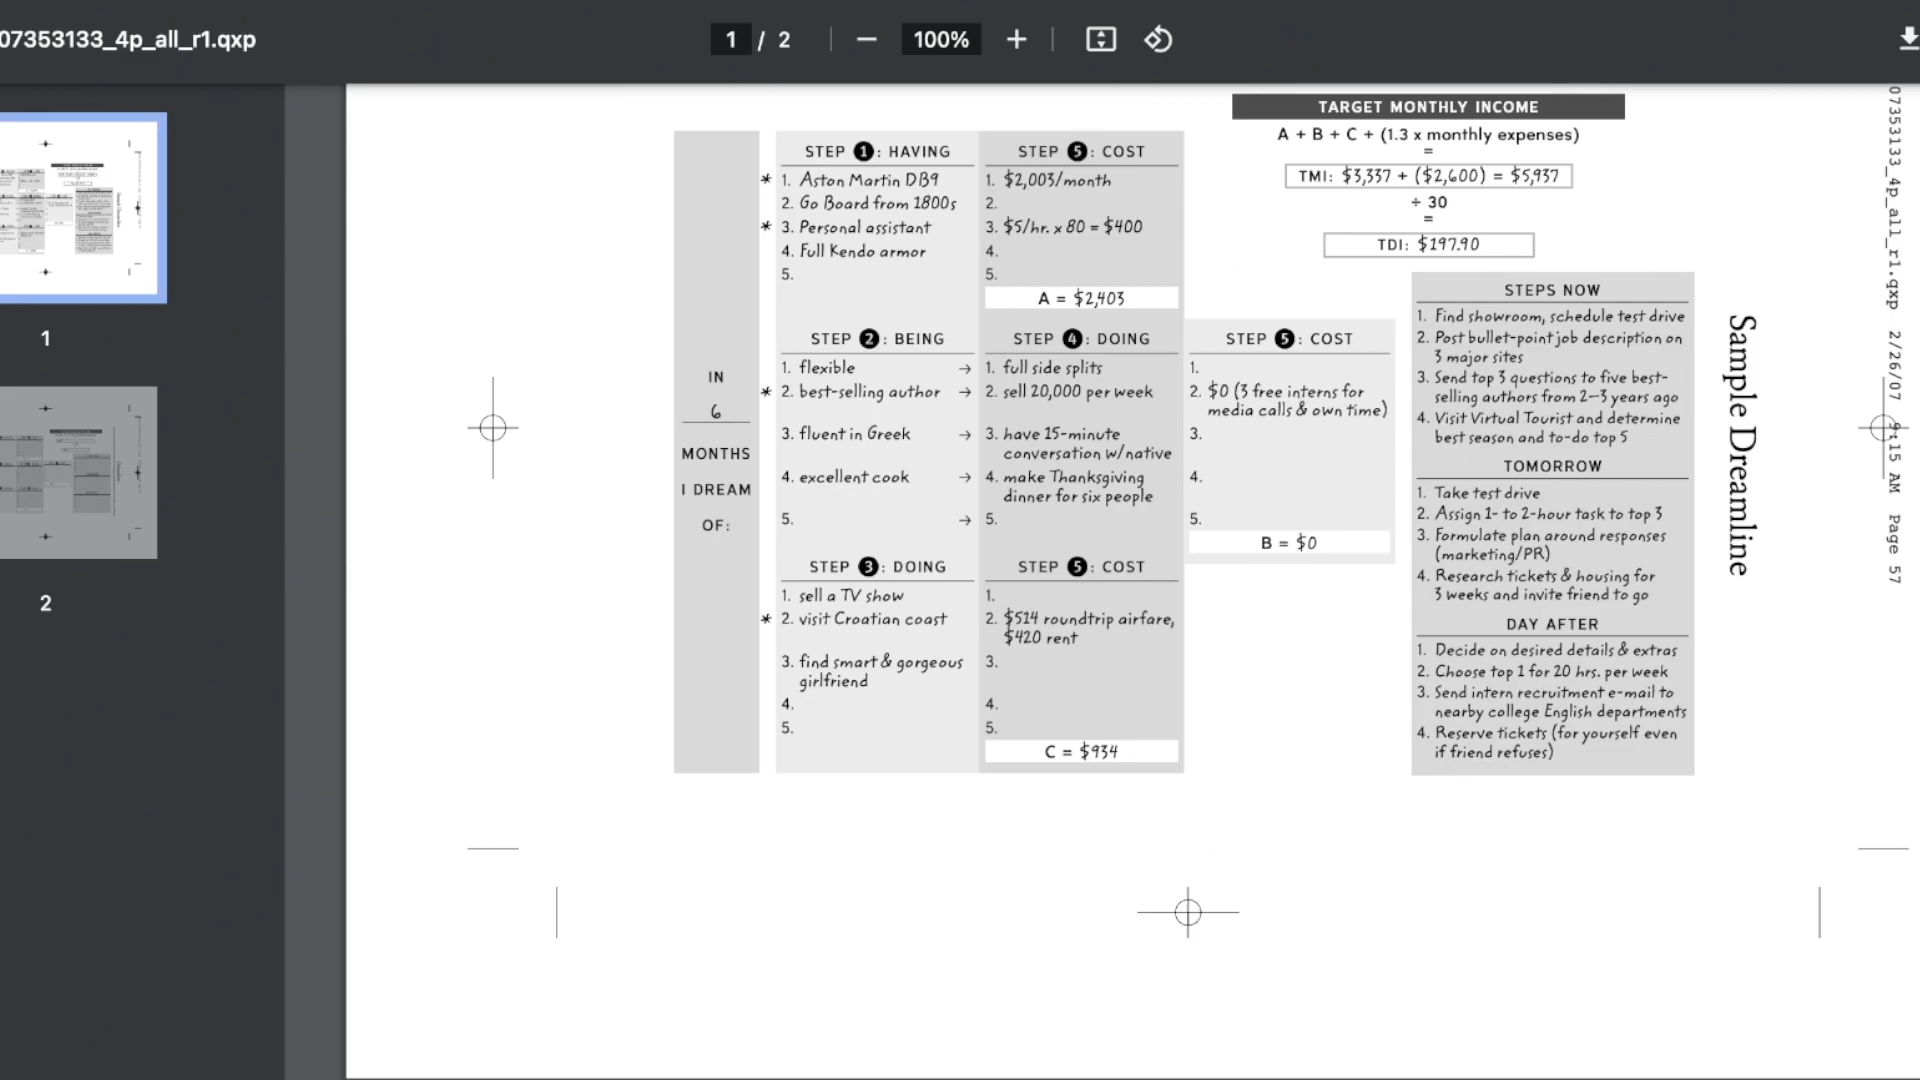 07353133_4p_all_r1.qxp
1 / 2
100%
1
2
TARGET MONTHLY INCOME
A + B + C + (1.3 x monthly expenses)
=
TMI: $3,337 + ($2,600) = $5,937
÷ 30
=
TDI: $197.90
IN
6
MONTHS
I DREAM
OF:
STEP 1: HAVING
* 1. Aston Martin DB9
2. Go Board from 1800s
* 3. Personal assistant
4. Full Kendo armor
5.
STEP 5: COST
1. $2,003/month
2.
3. $5/hr. x 80 = $400
4.
5.
A = $2,403
STEP 2: BEING
1. flexible →
* 2. best-selling author →
3. fluent in Greek →
4. excellent cook →
5. →
STEP 4: DOING
1. full side splits
2. sell 20,000 per week
3. have 15-minute
conversation w/native
4. make Thanksgiving
dinner for six people
5.
STEP 5: COST
1.
2. $0 (3 free interns for
media calls & own time)
3.
4.
5.
B = $0
STEP 3: DOING
1. sell a TV show
* 2. visit Croatian coast
3. find smart & gorgeous
girlfriend
4.
5.
STEP 5: COST
1.
2. $514 roundtrip airfare,
$420 rent
3.
4.
5.
C = $934
STEPS NOW
1. Find showroom, schedule test drive
2. Post bullet-point job description on
3 major sites
3. Send top 3 questions to five best-
selling authors from 2–3 years ago
4. Visit Virtual Tourist and determine
best season and to-do top 5
TOMORROW
1. Take test drive
2. Assign 1- to 2-hour task to top 3
3. Formulate plan around responses
(marketing/PR)
4. Research tickets & housing for
3 weeks and invite friend to go
DAY AFTER
1. Decide on desired details & extras
2. Choose top 1 for 20 hrs. per week
3. Send intern recruitment e-mail to
nearby college English departments
4. Reserve tickets (for yourself even
if friend refuses)
Sample Dreamline
07353133_4p_all_r1.qxp 2/26/07 9:15 AM Page 57